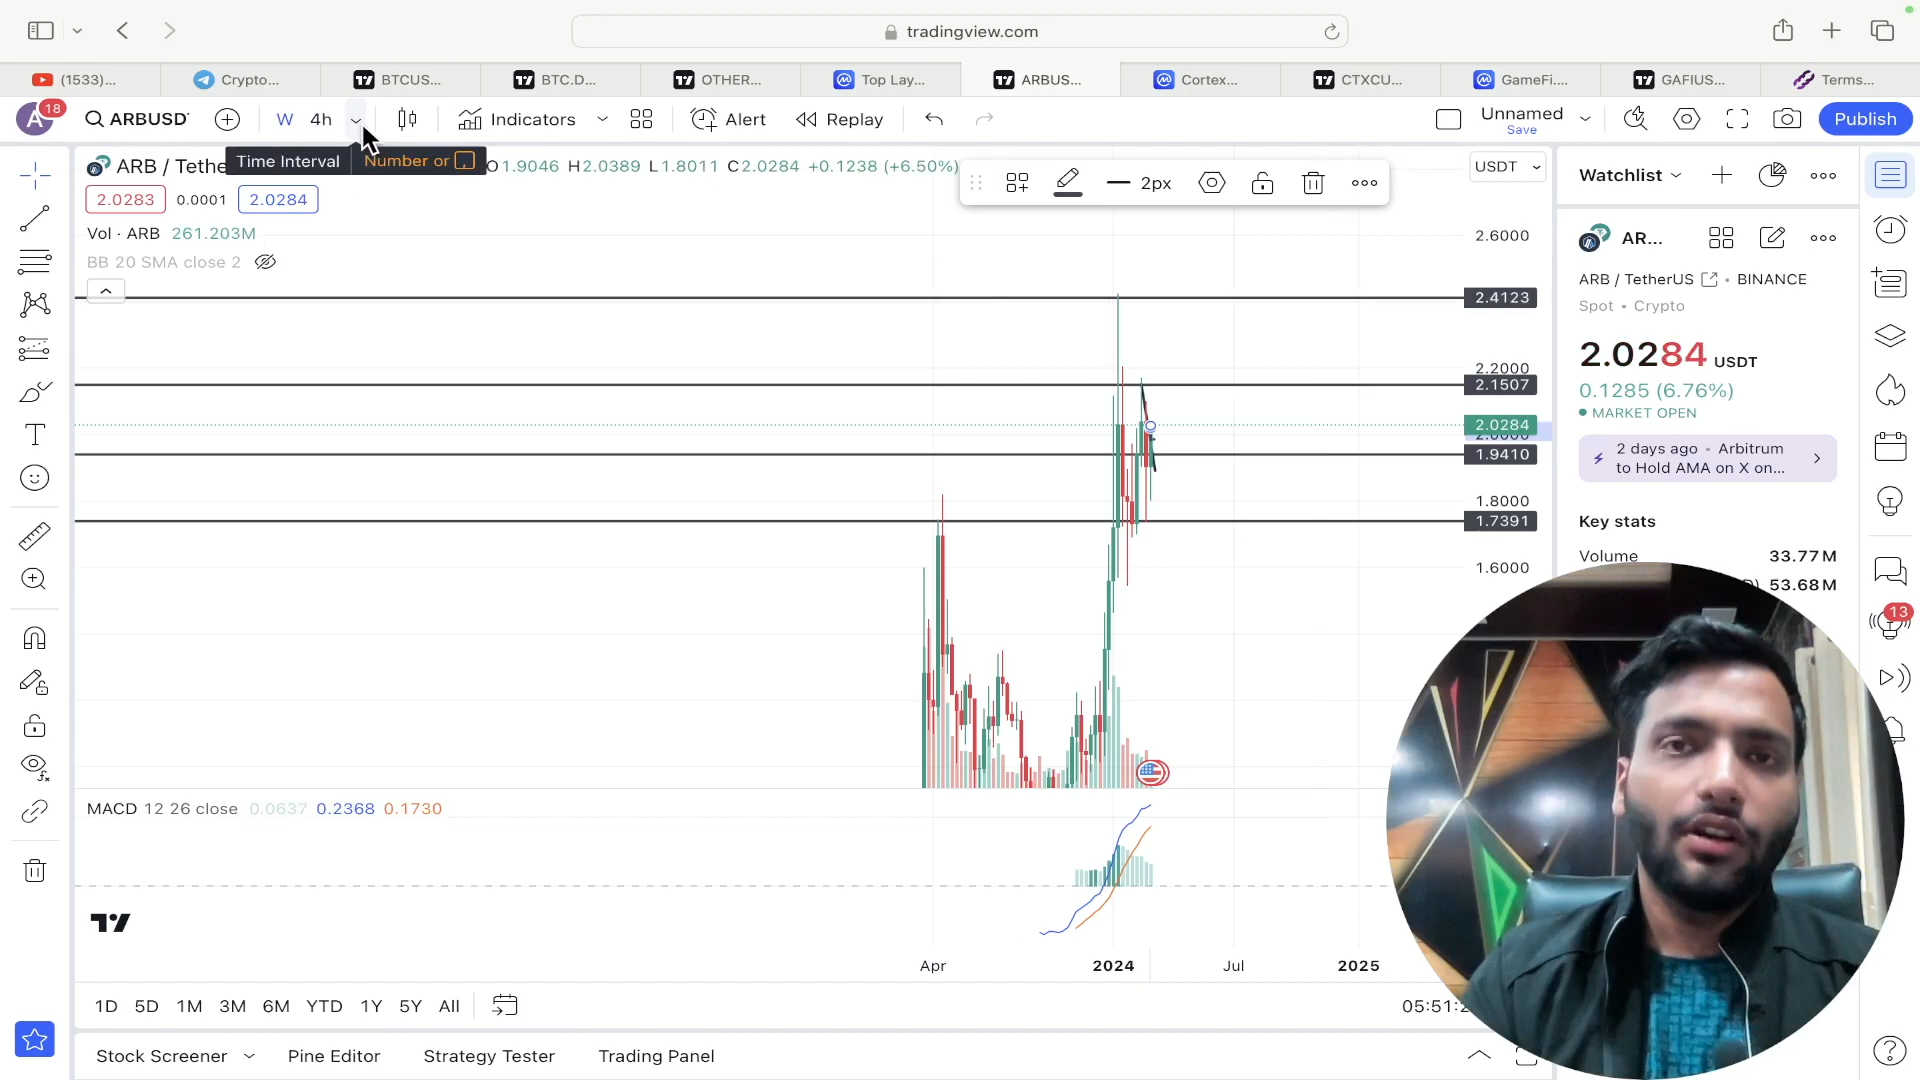 tradingview.com
(1533)...
Crypto...
BTCUS...
BTC.D...
OTHER...
Top Lay...
ARBUS...
Cortex...
CTXCU...
GameFi....
GAFIUS...
Terms...
A
18
ARBUSD
W
4h
Indicators
Alert
Replay
Unnamed
Save
Publish
Time Interval
Number or ,
ARB / Tethe
O1.9046 H2.0389 L1.8011 C2.0284 +0.1238 (+6.50%)
2px
USDT
2.0283
0.0001
2.0284
Vol · ARB 261.203M
BB 20 SMA close 2
2.6000
2.4123
2.2000
2.1507
2.0284
2.0000
1.9410
1.8000
1.7391
1.6000
Watchlist
AR...
ARB / TetherUS • BINANCE
Spot • Crypto
2.0284 USDT
0.1285 (6.76%)
MARKET OPEN
2 days ago • Arbitrum
to Hold AMA on X on...
Key stats
Volume 33.77M
53.68M
13
MACD 12 26 close 0.0637 0.2368 0.1730
Apr
2024
Jul
2025
1D 5D 1M 3M 6M YTD 1Y 5Y All
05:51:2
Stock Screener
Pine Editor
Strategy Tester
Trading Panel